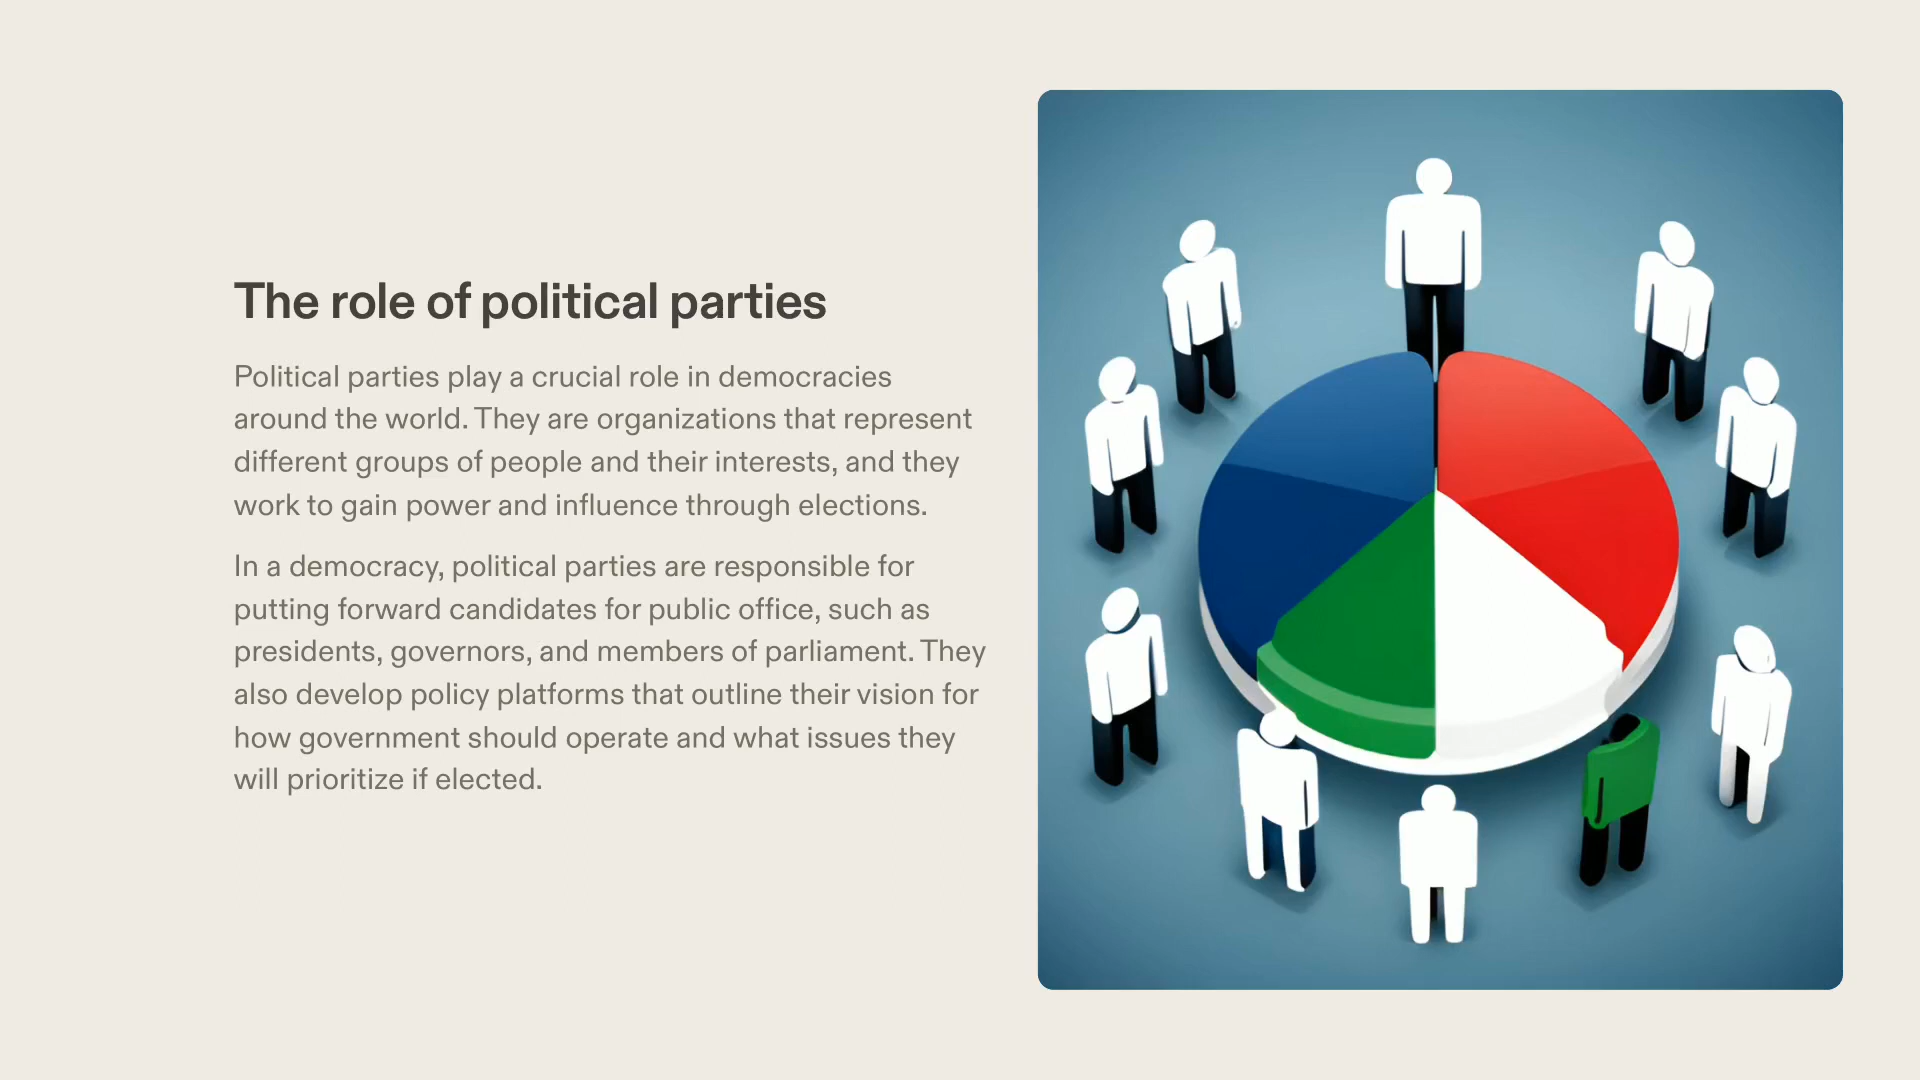 The role of political parties
Political parties play a crucial role in democracies
around the world. They are organizations that represent
different groups of people and their interests, and they
work to gain power and influence through elections.
In a democracy, political parties are responsible for
putting forward candidates for public office, such as
presidents, governors, and members of parliament. They
also develop policy platforms that outline their vision for
how government should operate and what issues they
will prioritize if elected.